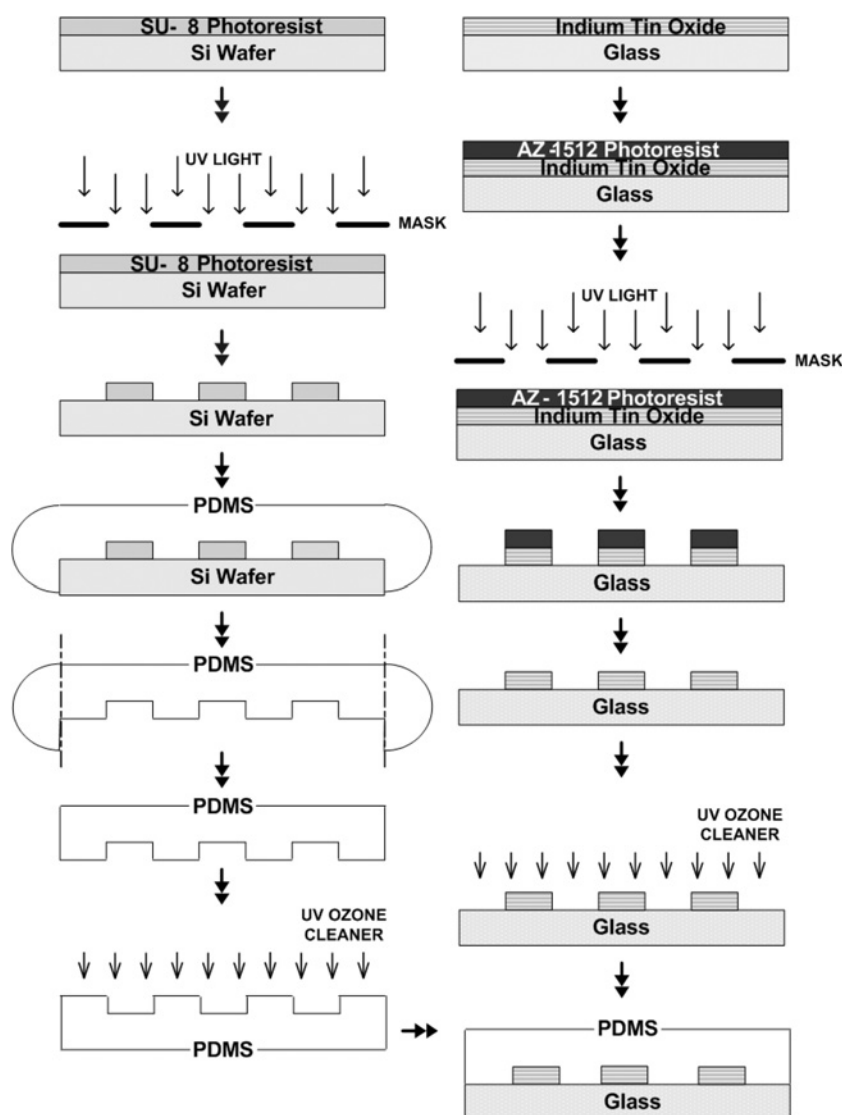 SU- 8 Photoresist
Si Wafer
UV LIGHT
MASK
SU- 8 Photoresist
Si Wafer
Si Wafer
PDMS
Si Wafer
PDMS
PDMS
UV OZONE
CLEANER
PDMS
Indium Tin Oxide
Glass
AZ-1512 Photoresist
Indium Tin Oxide
Glass
UV LIGHT
MASK
AZ- 1512 Photoresist
Indium Tin Oxide
Glass
Glass
Glass
UV OZONE
CLEANER
Glass
PDMS
Glass